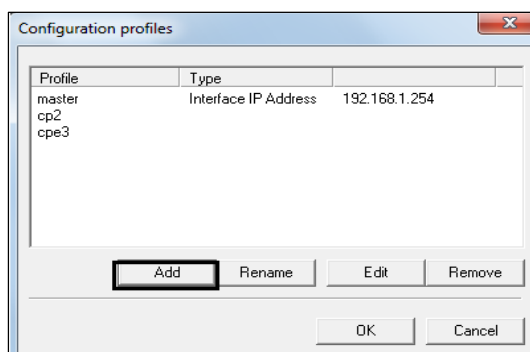 Configuration profiles
Profile Type
master Interface IP Address 192.168.1.254
cp2
cpe3
Add Rename Edit Remove
OK Cancel